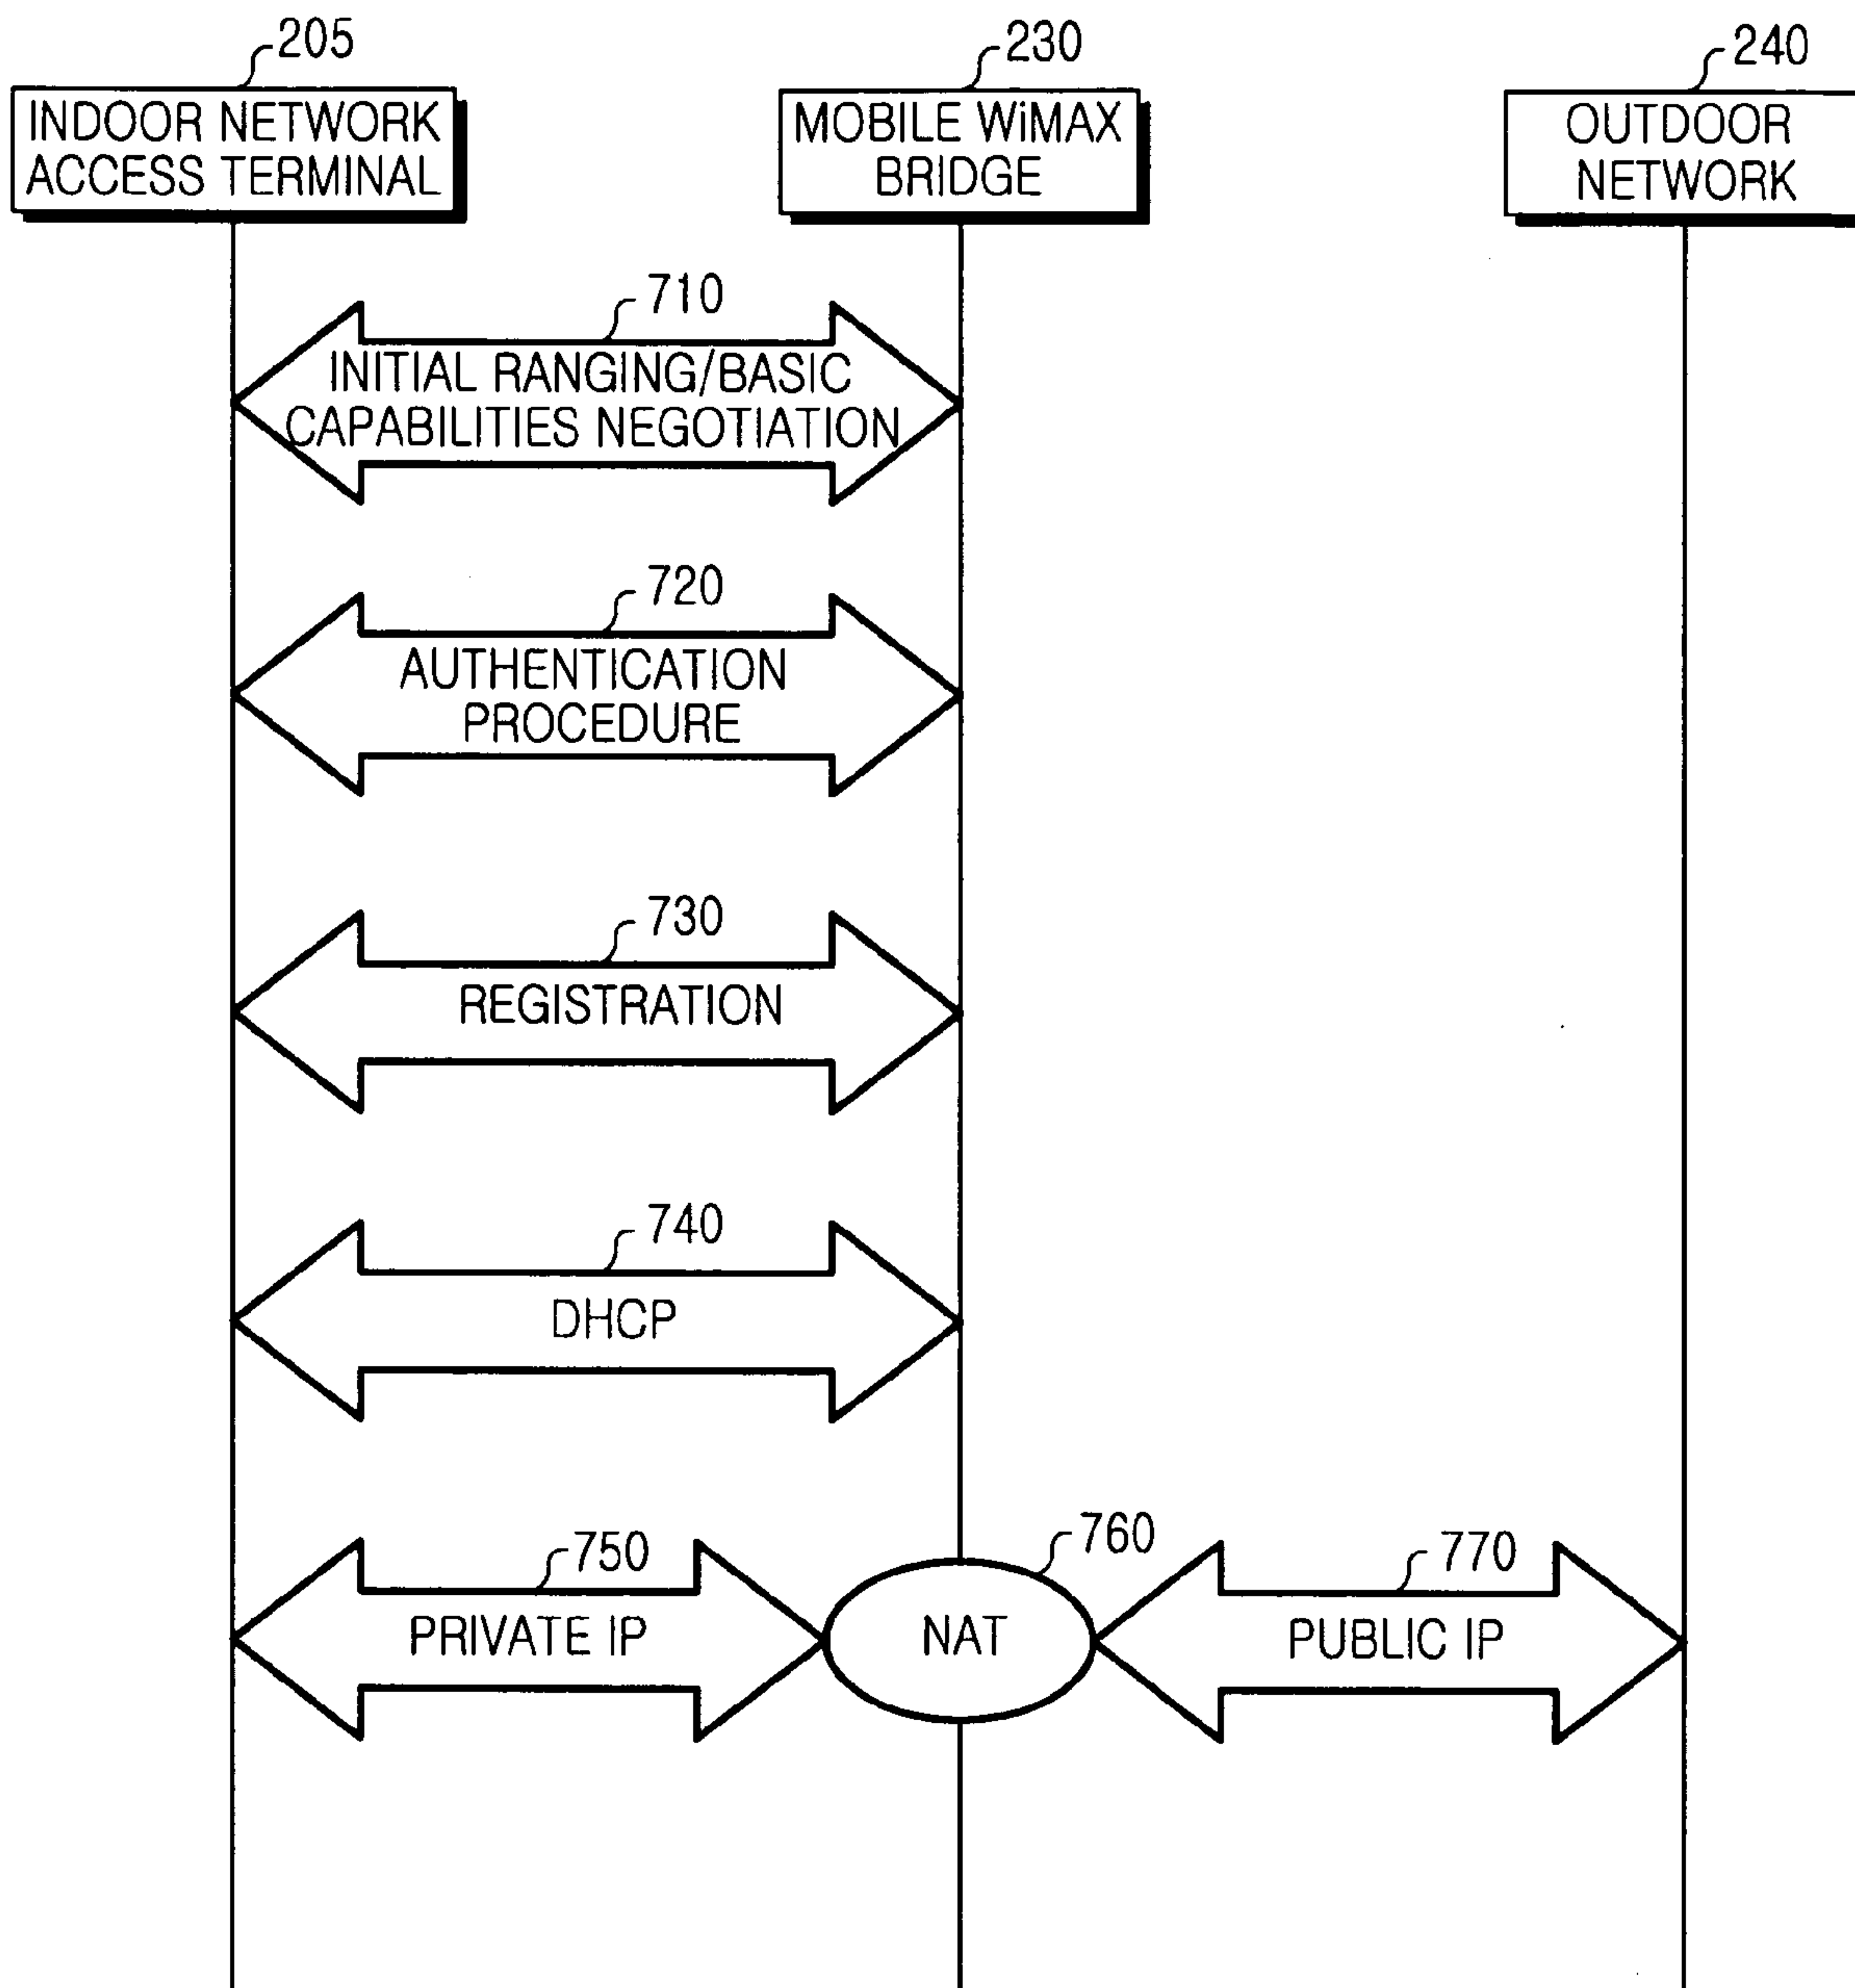 205
230
240
INDOOR NETWORK
ACCESS TERMINAL
MOBILE WiMAX
BRIDGE
OUTDOOR
NETWORK
710
INITIAL RANGING/BASIC
CAPABILITIES NEGOTIATION
720
AUTHENTICATION
PROCEDURE
730
REGISTRATION
740
DHCP
750
760
770
PRIVATE IP
NAT
PUBLIC IP